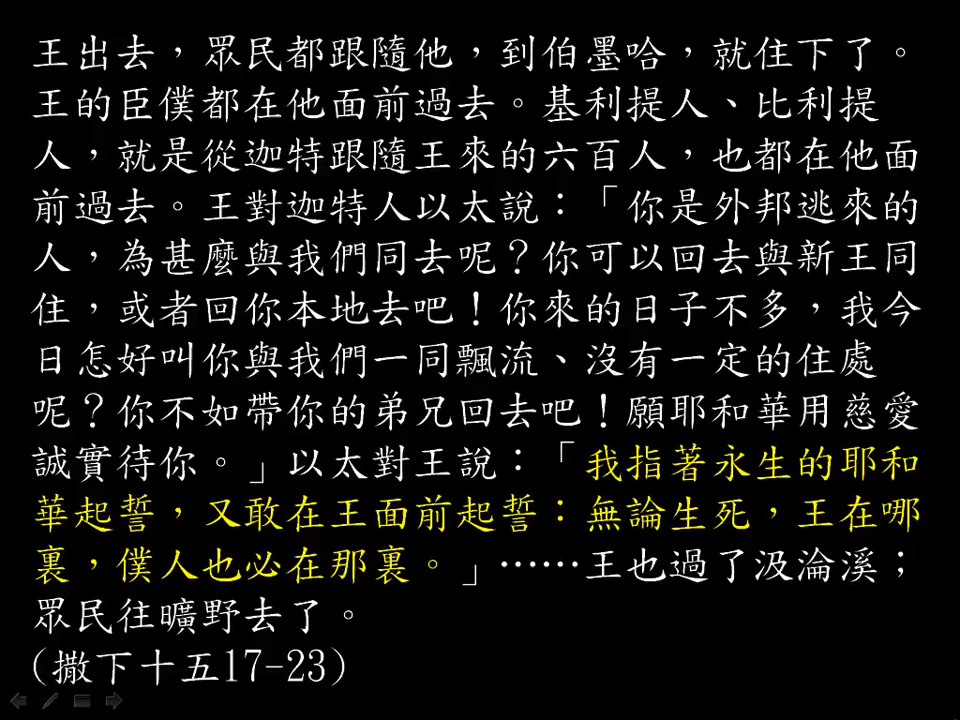 王出去，眾民都跟隨他，到伯墨哈，就住下了。
王的臣僕都在他面前過去。基利提人、比利提
人，就是從迦特跟隨王來的六百人，也都在他面
前過去。王對迦特人以太說：「你是外邦逃來的
人，為甚麼與我們同去呢？你可以回去與新王同
住，或者回你本地去吧！你來的日子不多，我今
日怎好叫你與我們一同飄流、沒有一定的住處
呢？你不如帶你的弟兄回去吧！願耶和華用慈愛
誠實待你。」以太對王說：「我指著永生的耶和
華起誓，又敢在王面前起誓：無論生死，王在哪
裏，僕人也必在那裏。」……王也過了汲淪溪；
眾民往曠野去了。
(撒下十五17-23)